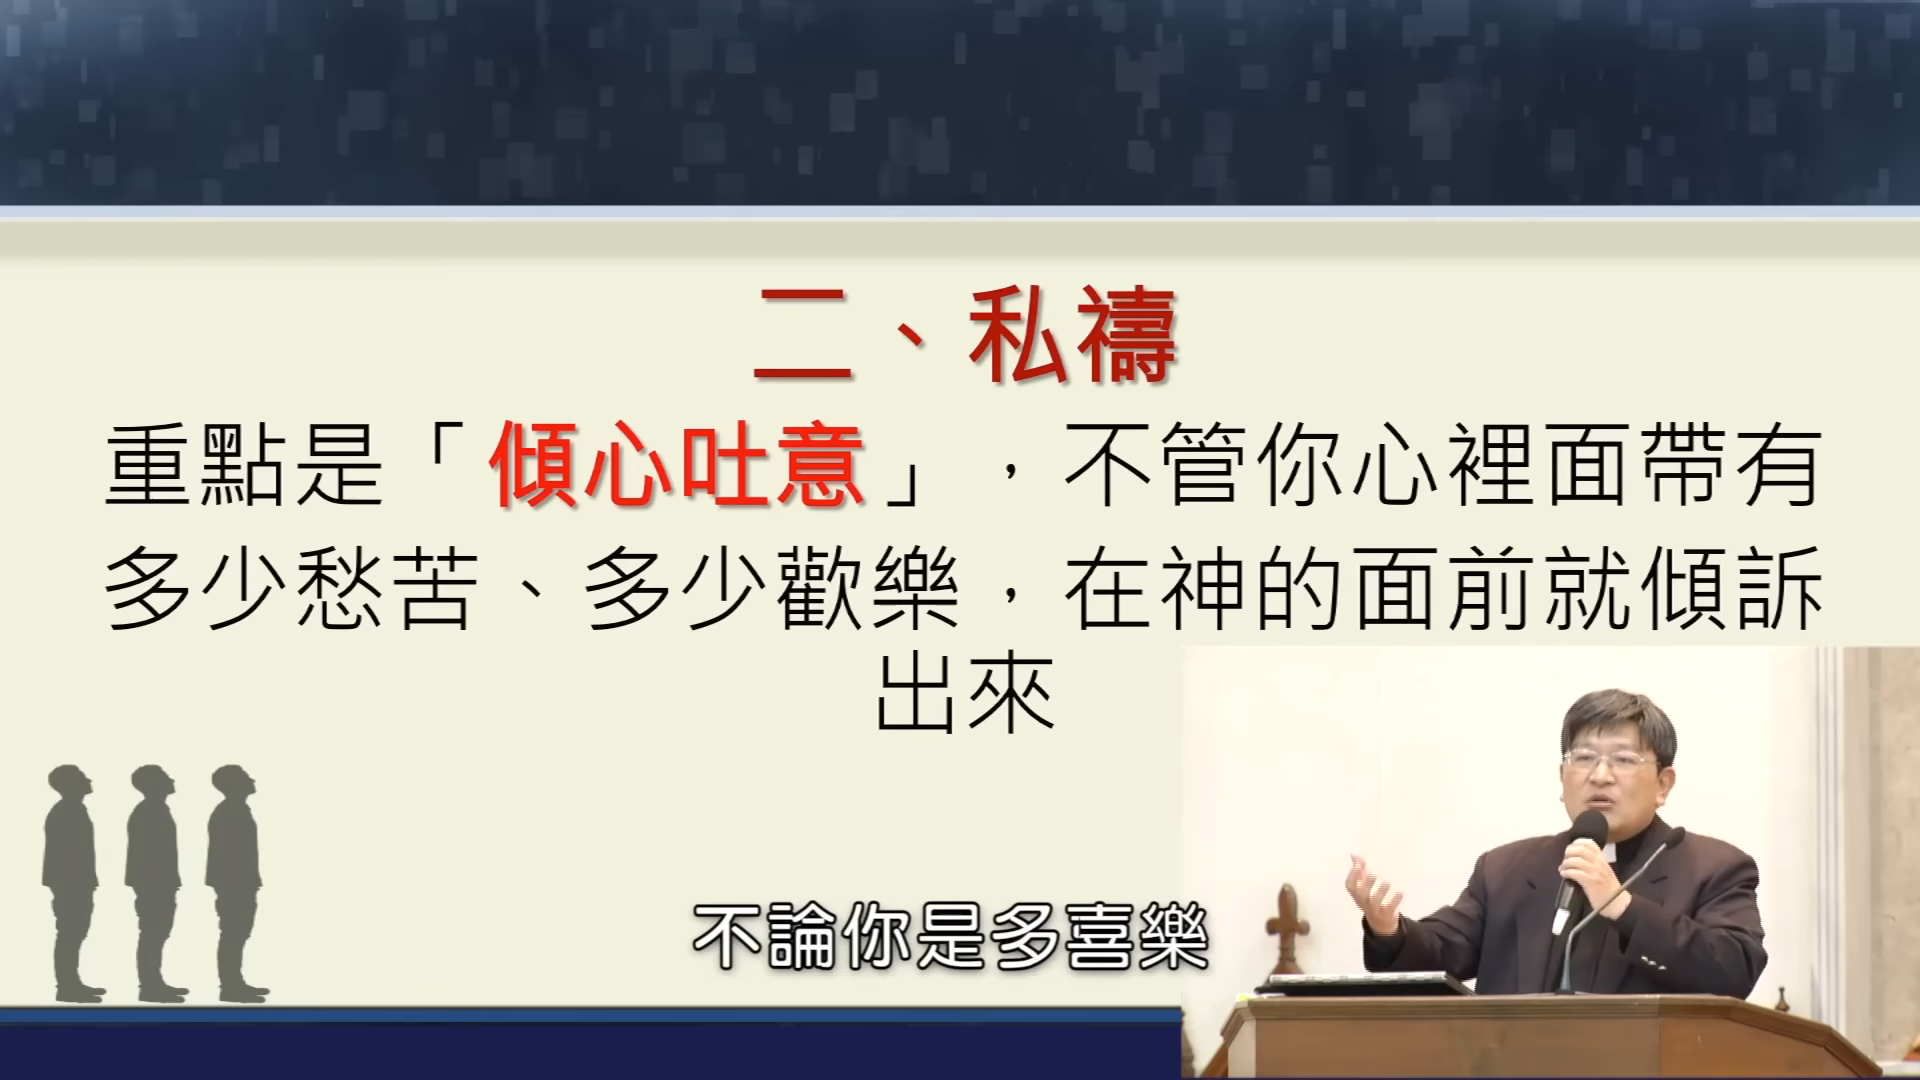 二、私禱
重點是「傾心吐意」，不管你心裡面帶有
多少愁苦、多少歡樂，在神的面前就傾訴
出來
不論你是多喜樂